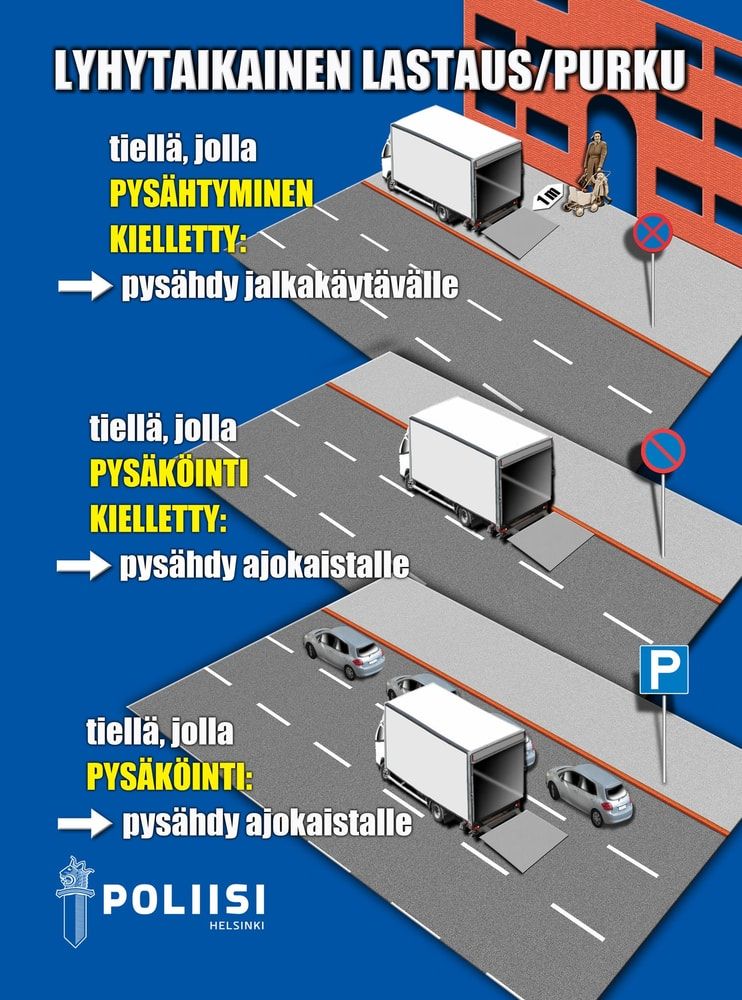 LYHYTAIKAINEN LASTAUS/PURKU
tiellä, jolla
PYSÄHTYMINEN
KIELLETTY:
pysähdy jalkakäytävälle
1 m
tiellä, jolla
PYSÄKÖINTI
KIELLETTY:
pysähdy ajokaistalle
P
tiellä, jolla
PYSÄKÖINTI:
pysähdy ajokaistalle
POLIISI
HELSINKI